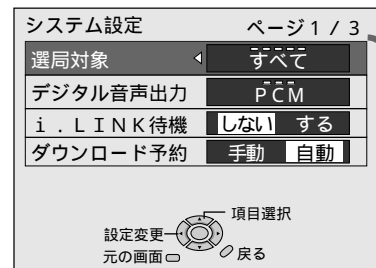 システム設定 ページ1 / 3
選局対象 すべて
デジタル音声出力 PCM
ｉ．ＬＩＮＫ待機 しない する
ダウンロード予約 手動 自動
項目選択
設定変更
元の画面 戻る